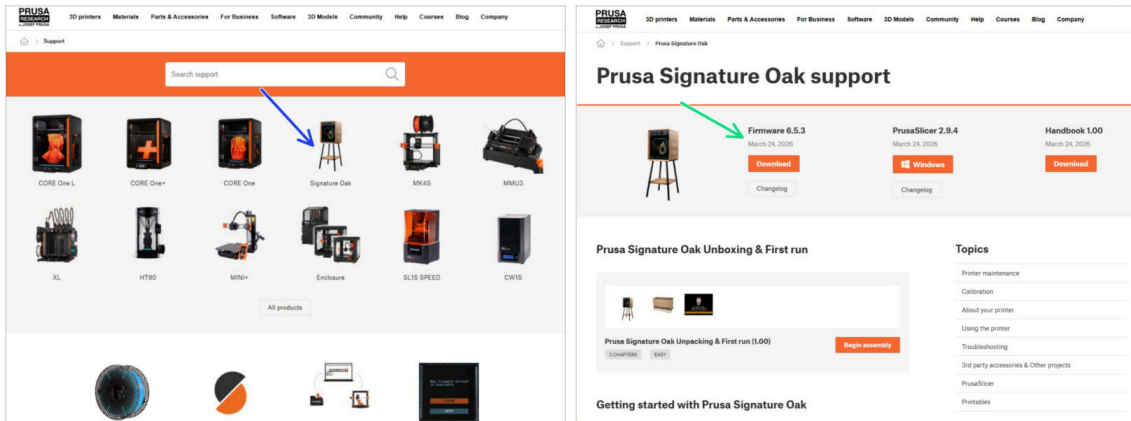 PRUSA
RESEARCH
by JOSEF PRUSA
3D printers Materials Parts & Accessories For Business Software 3D Models Community Help Courses Blog Company
Support
Search support
CORE One L CORE One+ CORE One Signature Oak MK4S MMU3
XL HT90 MINI+ Enclosure SL1S SPEED CW1S
All products
New firmware version
is available.
FLASH
PRUSA
RESEARCH
by JOSEF PRUSA
3D printers Materials Parts & Accessories For Business Software 3D Models Community Help Courses Blog Company
Support Prusa Signature Oak
Prusa Signature Oak support
Firmware 6.5.3 PrusaSlicer 2.9.4 Handbook 1.00
March 24, 2026 March 24, 2026 March 24, 2026
Download Windows Download
Changelog Changelog
Prusa Signature Oak Unboxing & First run
Prusa Signature Oak Unpacking & First run (1.00)
Begin assembly
3 CHAPTERS EASY
Getting started with Prusa Signature Oak
Topics
Printer maintenance
Calibration
About your printer
Using the printer
Troubleshooting
3rd party accessories & Other projects
PrusaSlicer
Printables